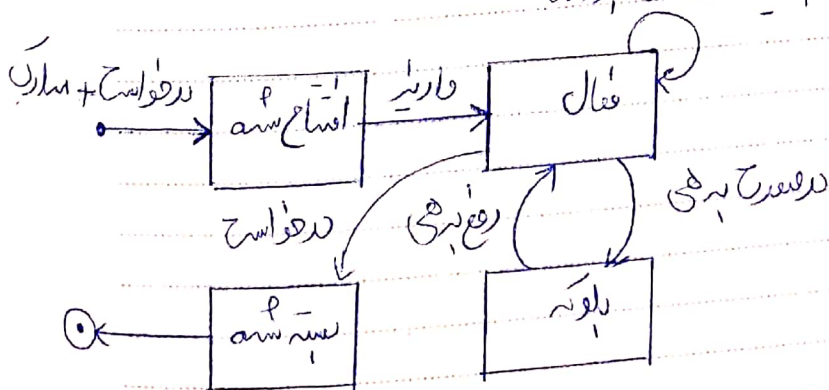 درخواست + مدارک
افتتاح شده
واریز
فعال
درخواست
رفع بدهی
در صورت بدهی
بسته شده
بلوکه